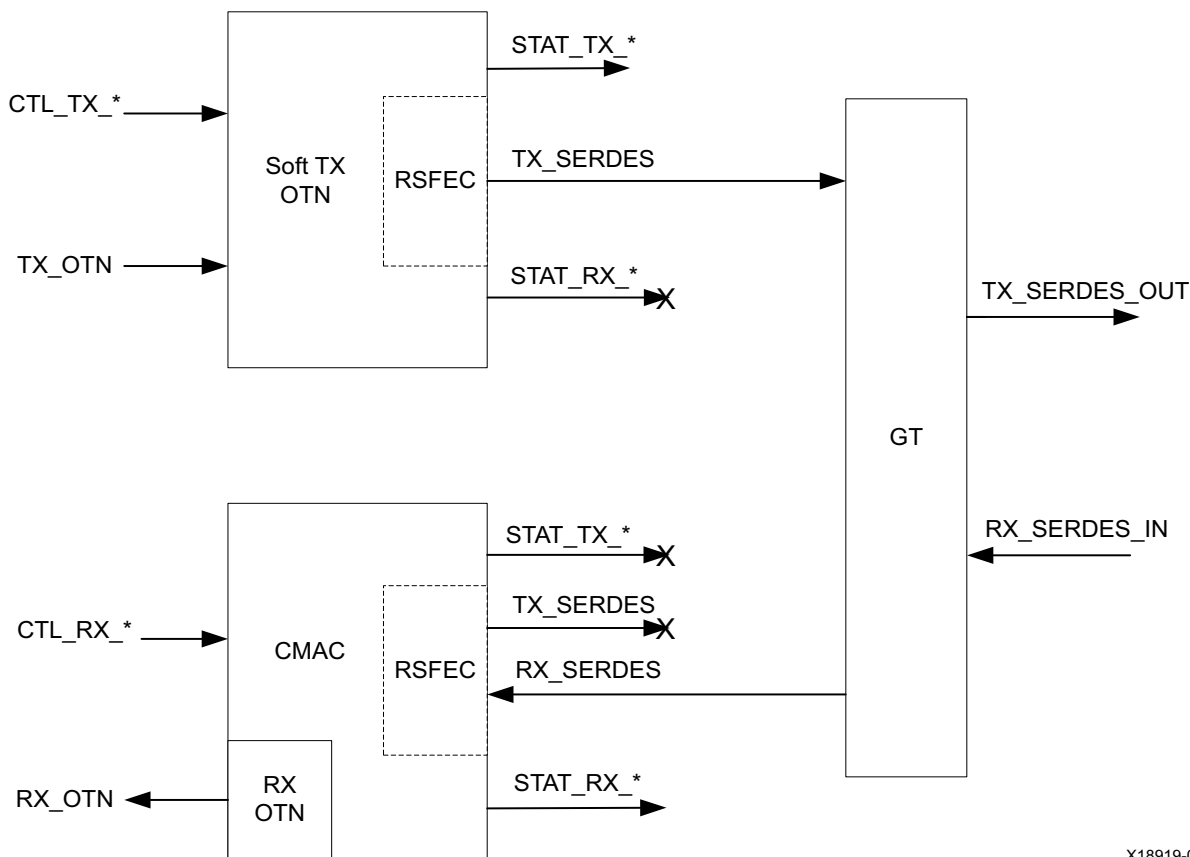 STAT_TX_*
CTL_TX_*
Soft TX
OTN
RSFEC
TX_SERDES
TX_OTN
STAT_RX_*
X
TX_SERDES_OUT
GT
STAT_TX_*
X
RX_SERDES_IN
TX_SERDES
X
CTL_RX_*
CMAC
RSFEC
RX_SERDES
RX_OTN
RX
OTN
STAT_RX_*